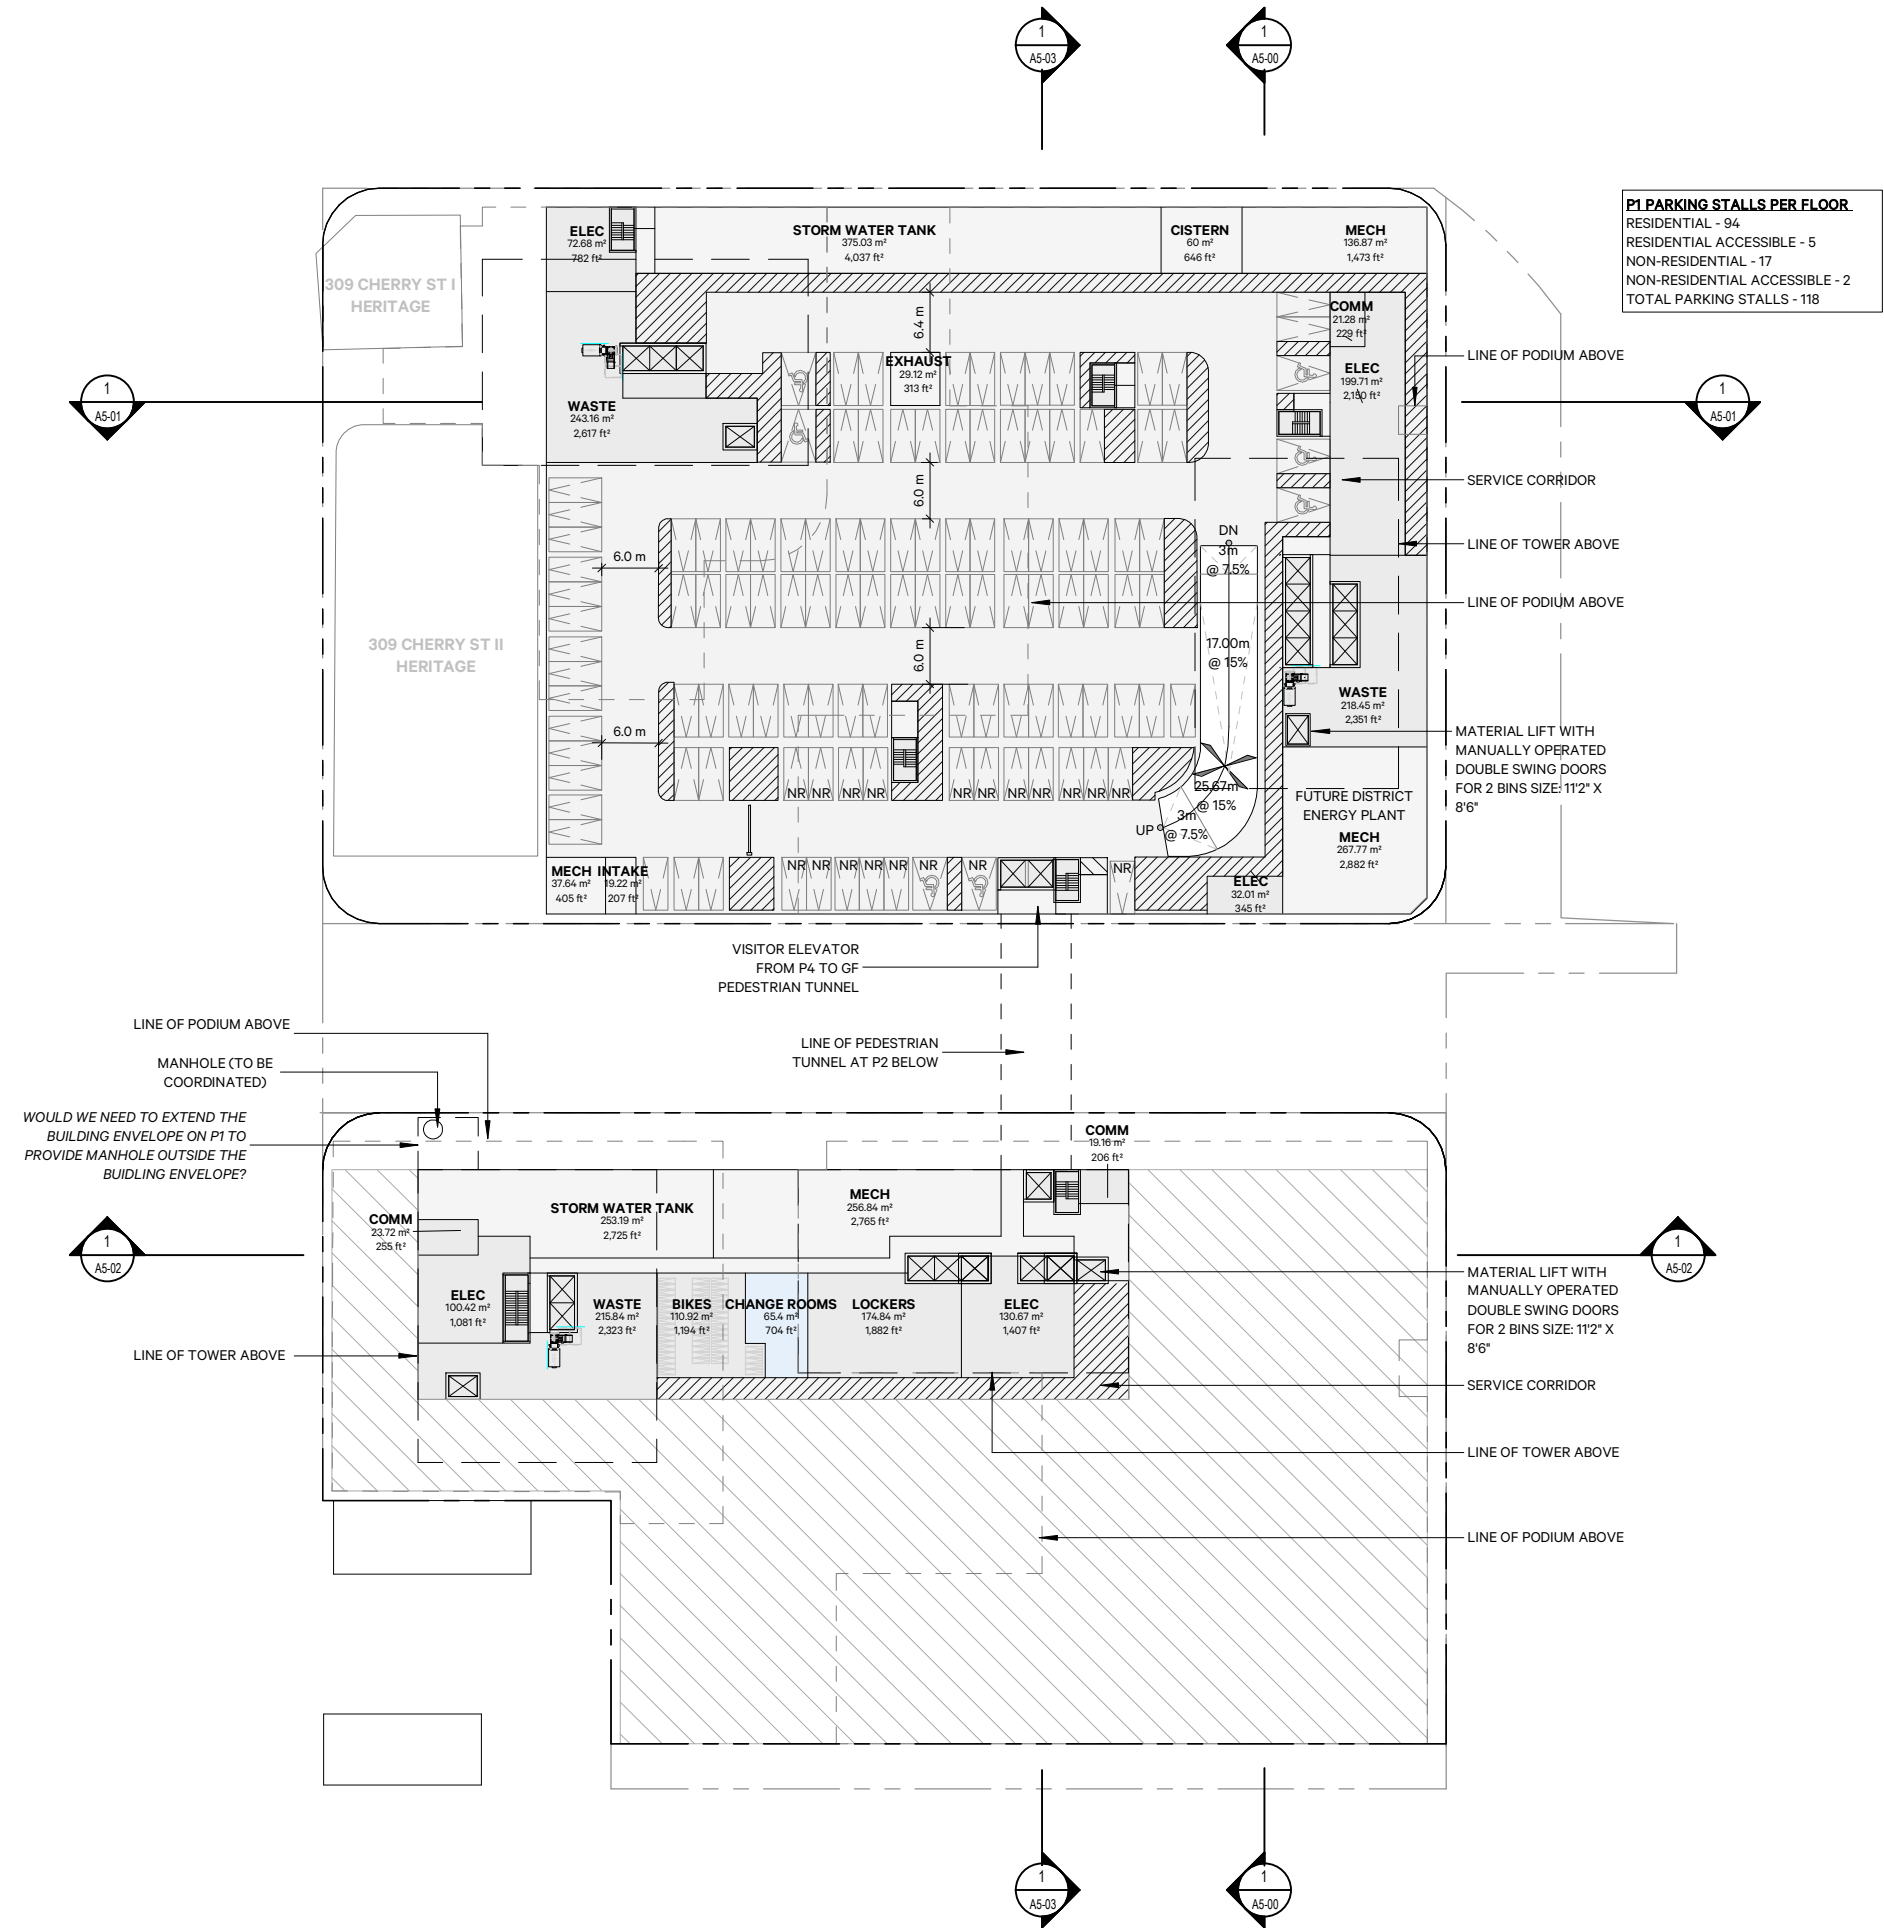 1
A5-03
1
A5-00
P1 PARKING STALLS PER FLOOR
RESIDENTIAL - 94
RESIDENTIAL ACCESSIBLE - 5
NON-RESIDENTIAL - 17
NON-RESIDENTIAL ACCESSIBLE - 2
TOTAL PARKING STALLS - 118
ELEC
72.68 m²
782 ft²
STORM WATER TANK
375.03 m²
4,037 ft²
CISTERN
60 m²
646 ft²
MECH
136.87 m²
1,473 ft²
309 CHERRY ST I
HERITAGE
6.4 m
COMM
21.28 m²
229 ft²
LINE OF PODIUM ABOVE
EXHAUST
29.12 m²
313 ft²
ELEC
199.71 m²
2,150 ft²
1
A5-01
WASTE
243.16 m²
2,617 ft²
1
A5-01
6.0 m
SERVICE CORRIDOR
DN
3m
@ 7.5%
6.0 m
LINE OF TOWER ABOVE
LINE OF PODIUM ABOVE
309 CHERRY ST II
HERITAGE
6.0 m
17.00m
@ 15%
WASTE
218.45 m²
2,351 ft²
6.0 m
MATERIAL LIFT WITH
MANUALLY OPERATED
DOUBLE SWING DOORS
FOR 2 BINS SIZE: 11'2" X
8'6"
NR NR NR NR NR NR NR NR NR NR NR
25.67m
@ 15%
3m
@ 7.5%
UP
FUTURE DISTRICT
ENERGY PLANT
MECH
267.77 m²
2,882 ft²
MECH
37.64 m²
405 ft²
INTAKE
19.22 m²
207 ft²
NR NR NR NR NR NR NR NR
ELEC
32.01 m²
345 ft²
VISITOR ELEVATOR
FROM P4 TO GF
PEDESTRIAN TUNNEL
LINE OF PODIUM ABOVE
LINE OF PEDESTRIAN
TUNNEL AT P2 BELOW
MANHOLE (TO BE
COORDINATED)
WOULD WE NEED TO EXTEND THE
BUILDING ENVELOPE ON P1 TO
PROVIDE MANHOLE OUTSIDE THE
BUIDLING ENVELOPE?
COMM
19.16 m²
206 ft²
STORM WATER TANK
253.19 m²
2,725 ft²
MECH
256.84 m²
2,765 ft²
COMM
23.72 m²
255 ft²
1
A5-02
1
A5-02
MATERIAL LIFT WITH
MANUALLY OPERATED
DOUBLE SWING DOORS
FOR 2 BINS SIZE: 11'2" X
8'6"
ELEC
100.42 m²
1,081 ft²
WASTE
215.84 m²
2,323 ft²
BIKES
110.92 m²
1,194 ft²
CHANGE ROOMS
65.4 m²
704 ft²
LOCKERS
174.84 m²
1,882 ft²
ELEC
130.67 m²
1,407 ft²
LINE OF TOWER ABOVE
SERVICE CORRIDOR
LINE OF TOWER ABOVE
LINE OF PODIUM ABOVE
1
A5-03
1
A5-00